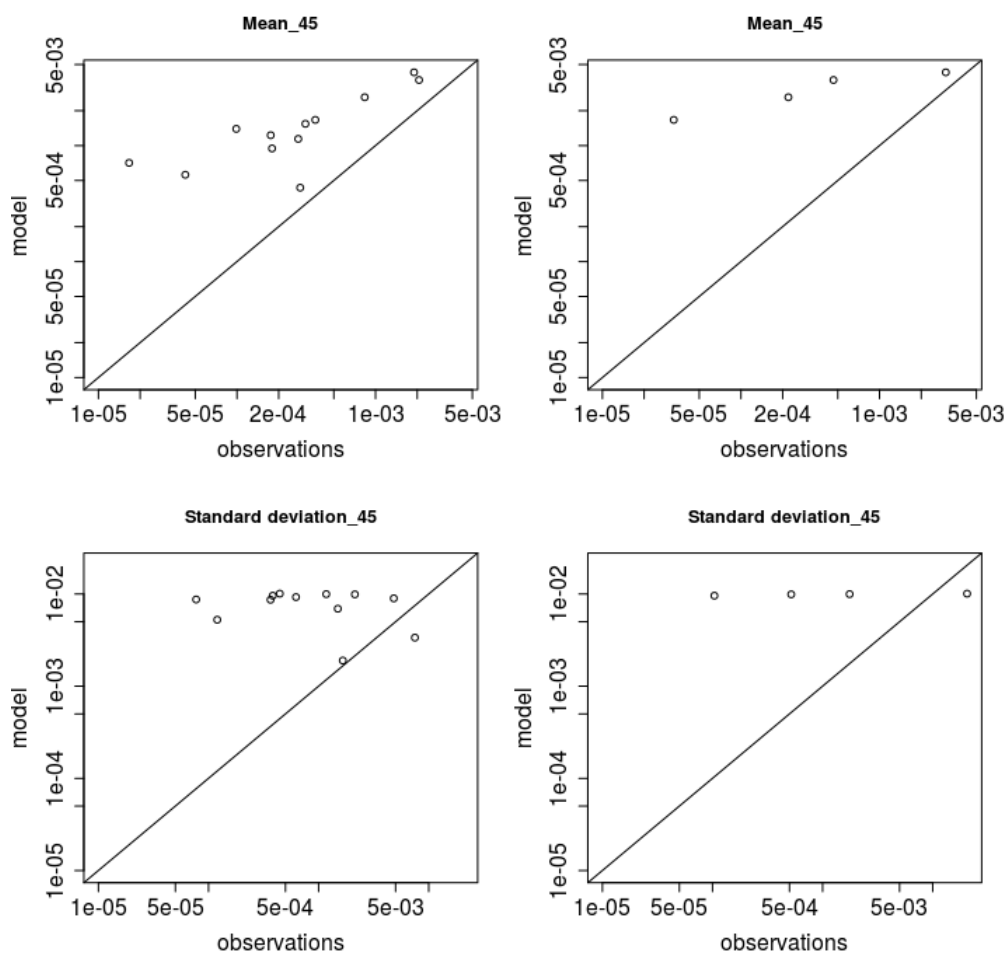 Mean_45
model
5e-03
5e-04
5e-05
1e-05
1e-05 5e-05 2e-04 1e-03 5e-03
observations
Mean_45
model
5e-03
5e-04
5e-05
1e-05
1e-05 5e-05 2e-04 1e-03 5e-03
observations
Standard deviation_45
model
1e-02
1e-03
1e-04
1e-05
1e-05 5e-05 5e-04 5e-03
observations
Standard deviation_45
model
1e-02
1e-03
1e-04
1e-05
1e-05 5e-05 5e-04 5e-03
observations